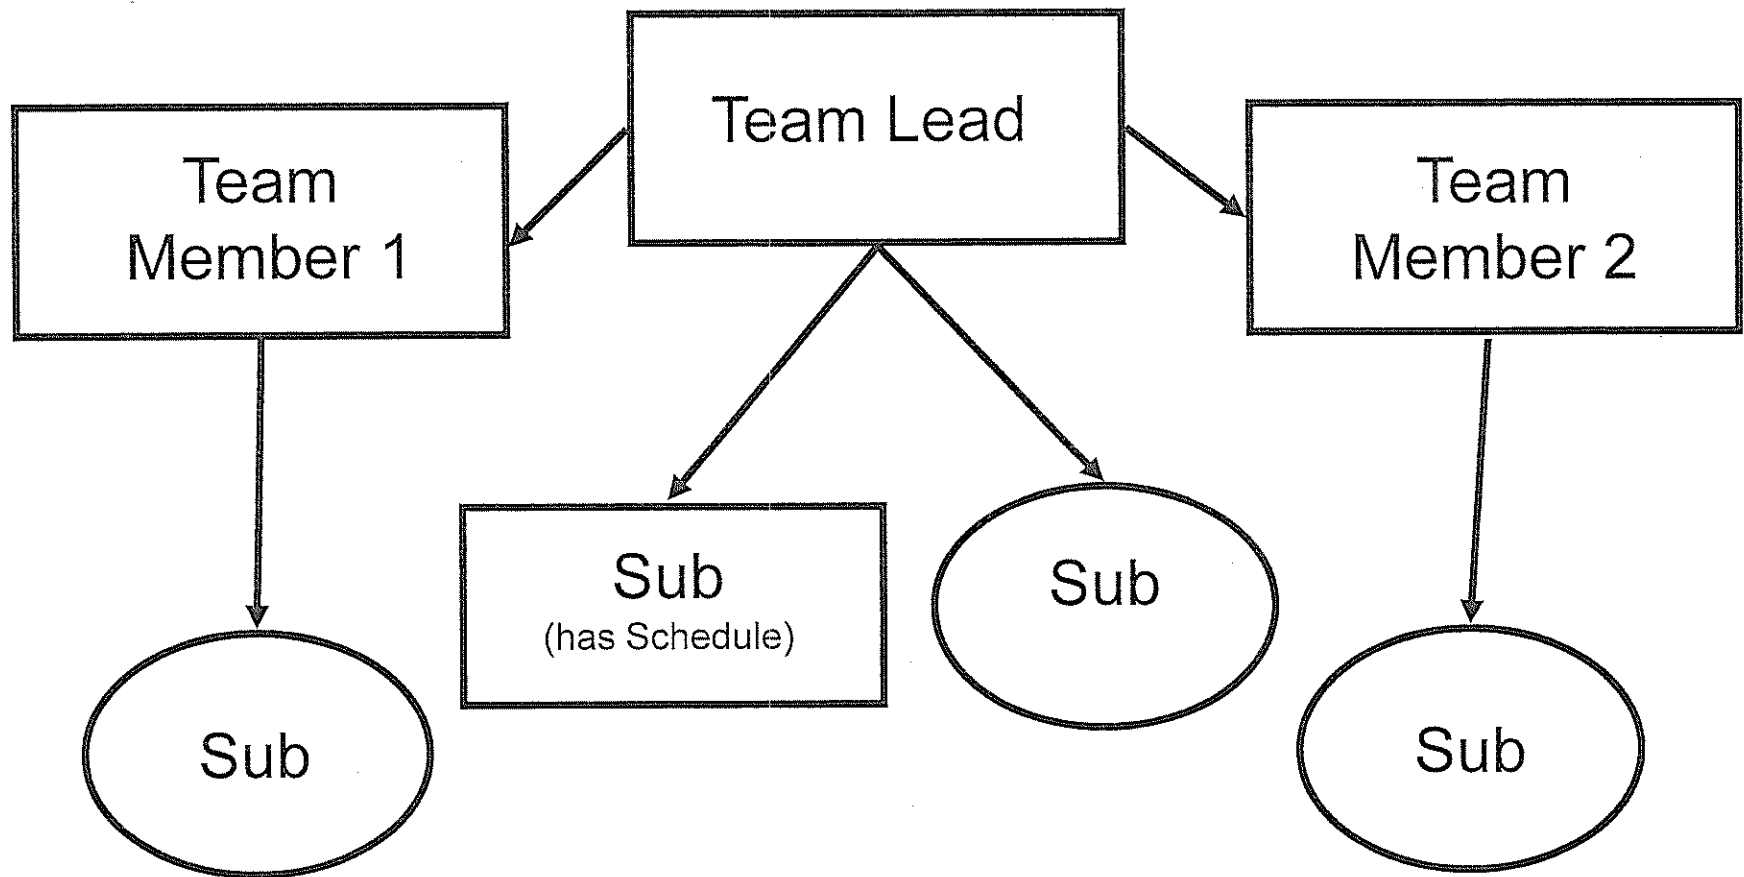 Team Lead
Team
Member 1
Team
Member 2
Sub
(has Schedule)
Sub
Sub
Sub